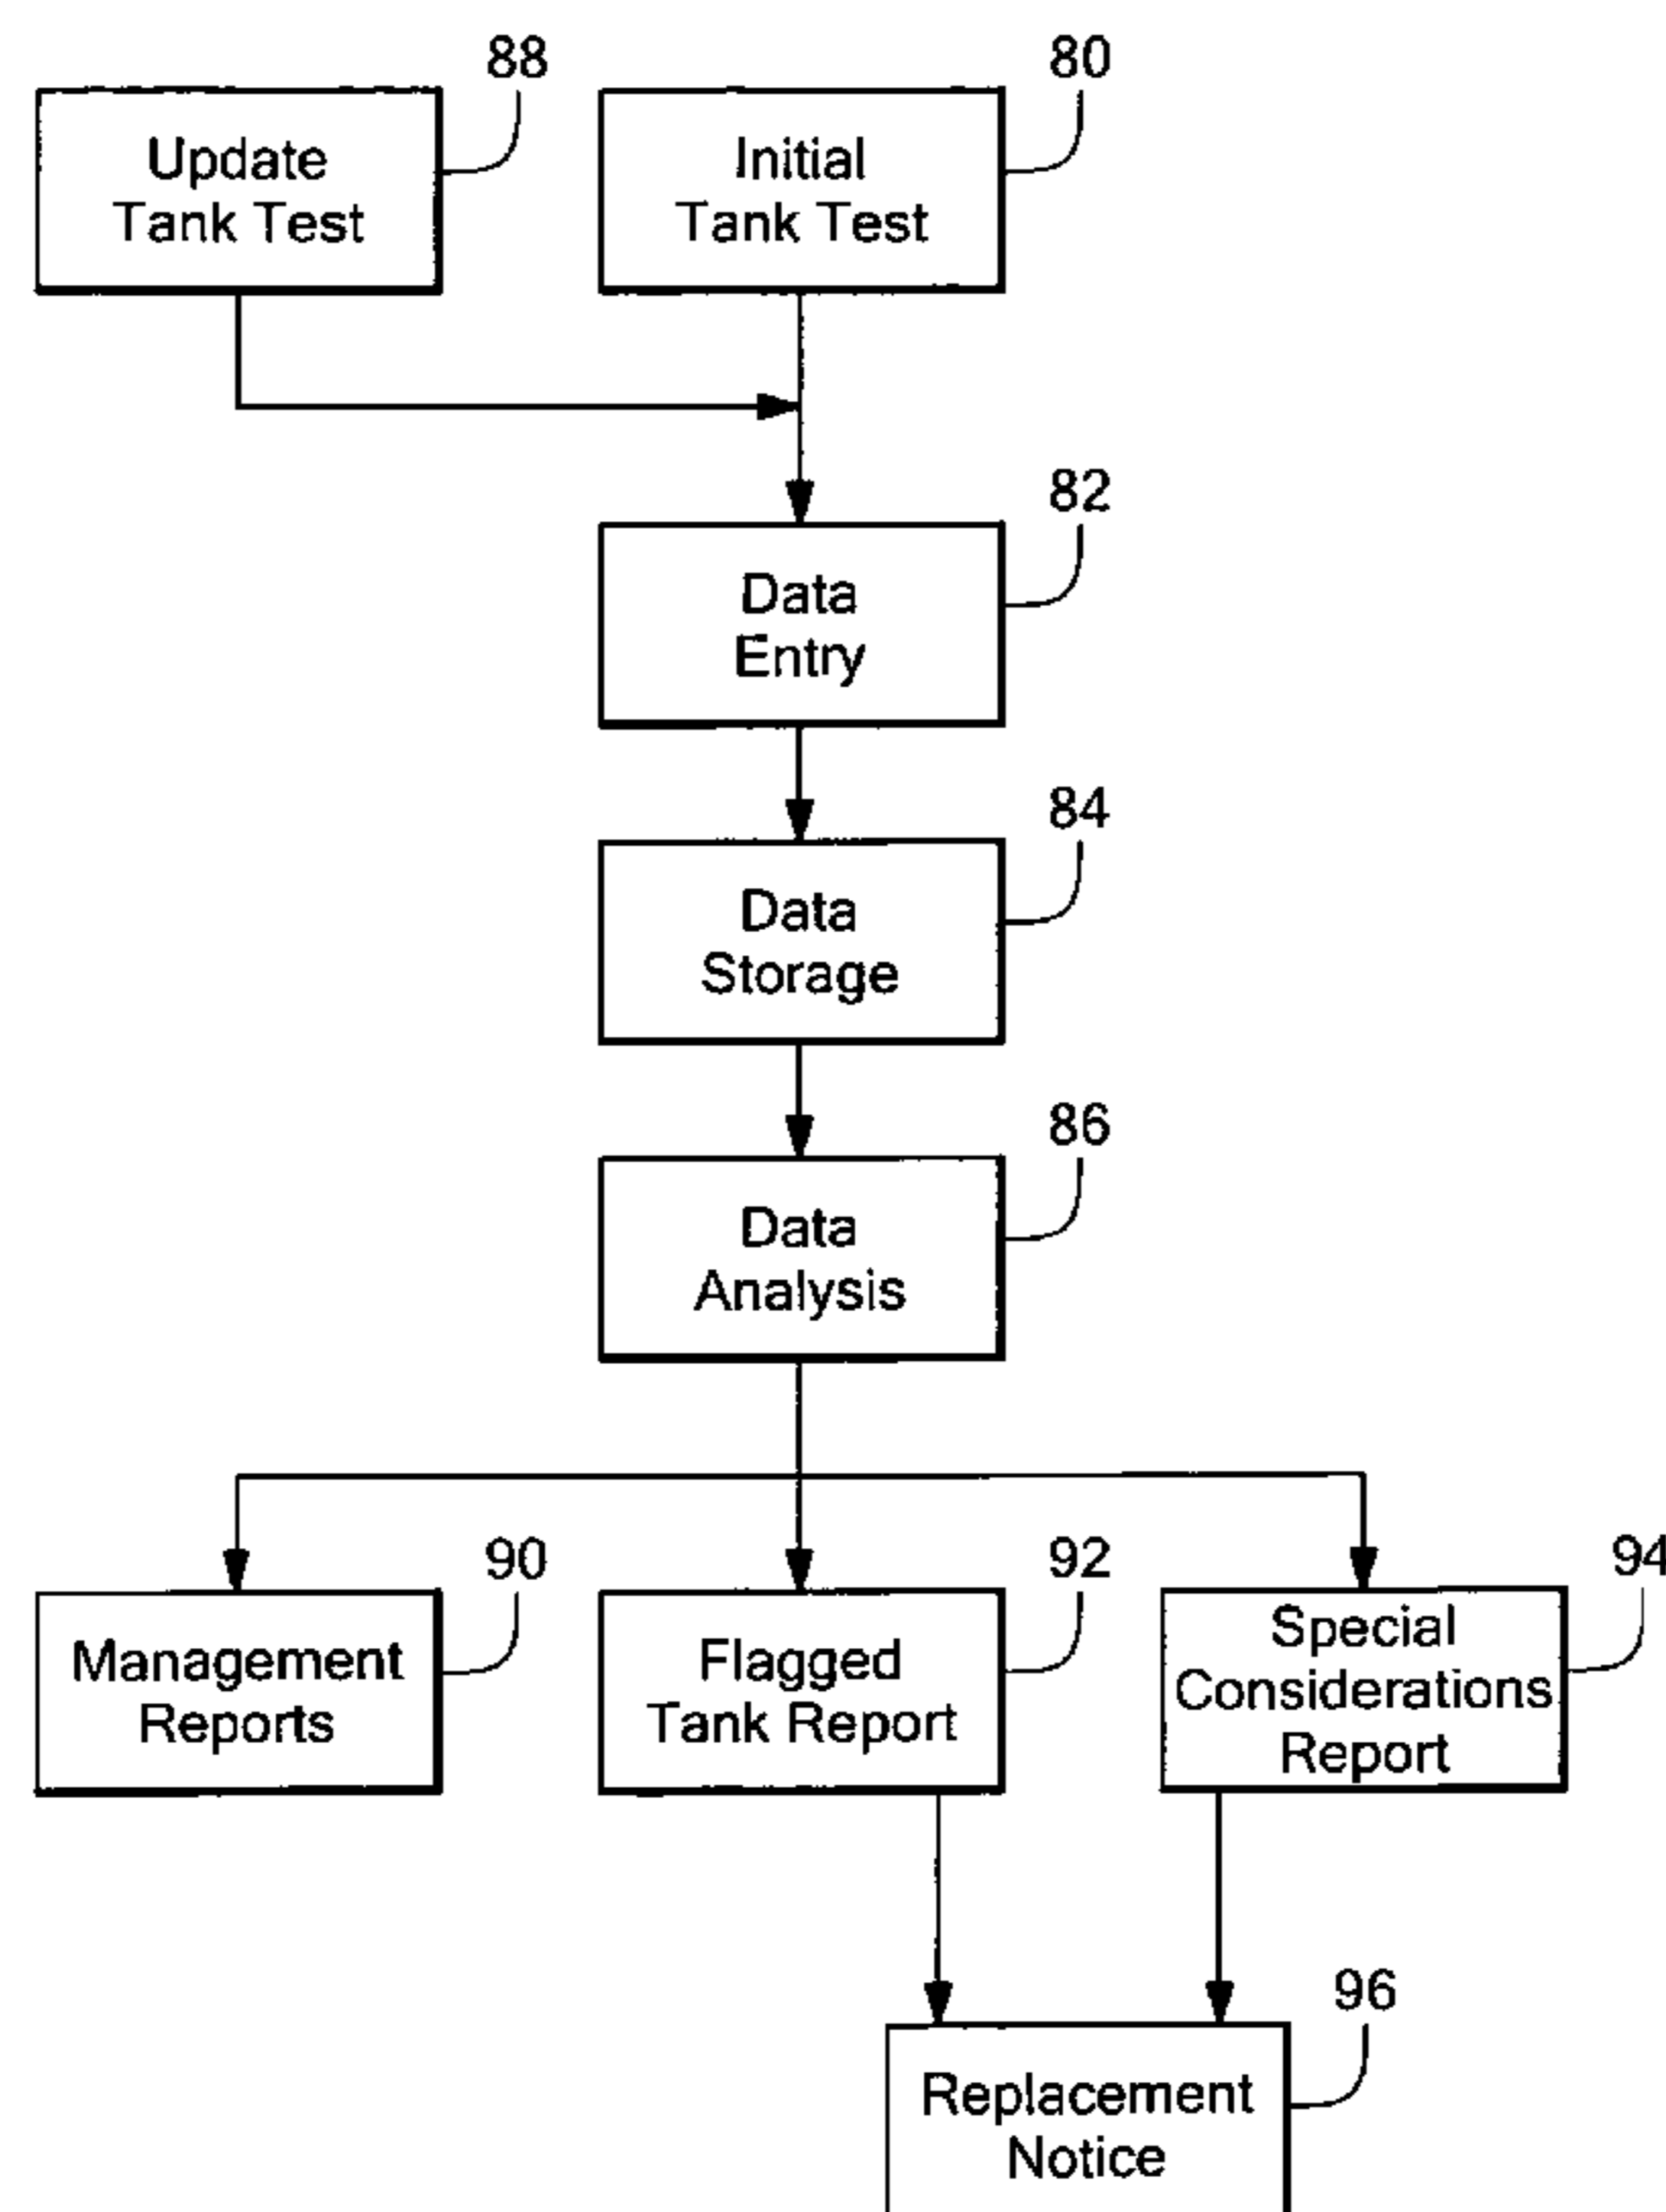 88
80
Update
Tank Test
Initial
Tank Test
82
Data
Entry
84
Data
Storage
86
Data
Analysis
90
92
94
Management
Reports
Flagged
Tank Report
Special
Considerations
Report
96
Replacement
Notice